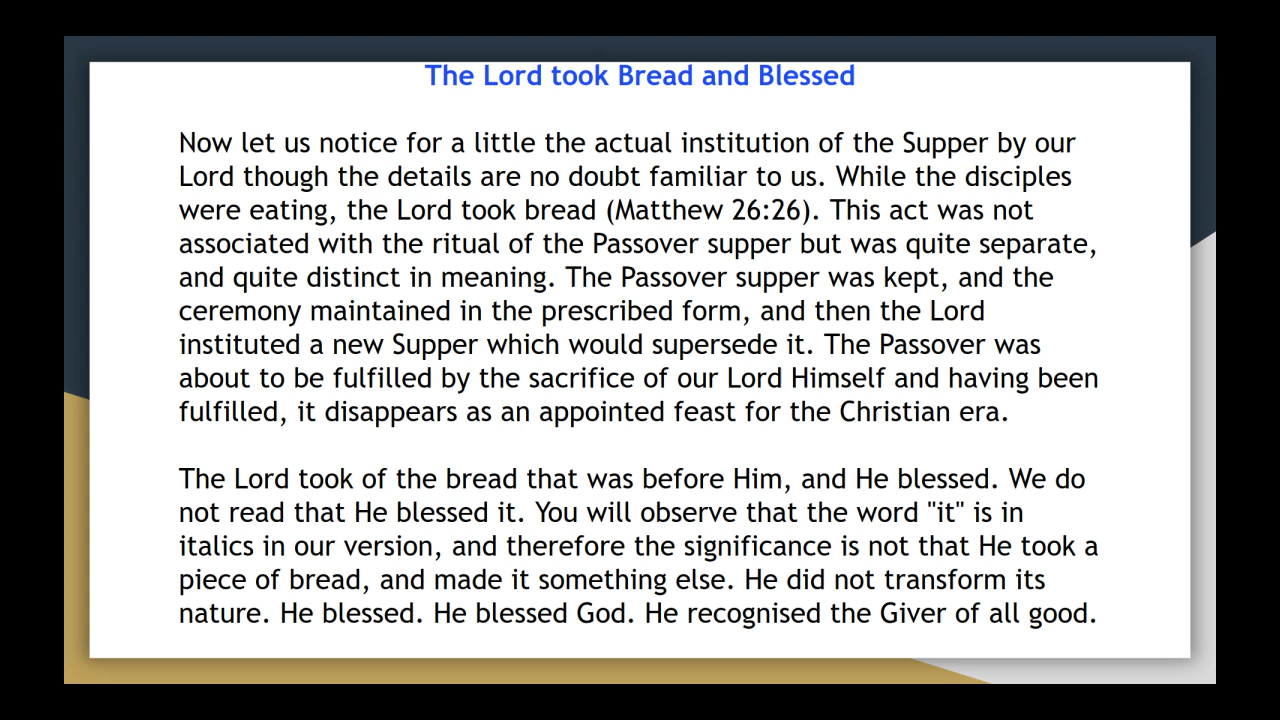 The Lord took Bread and Blessed
Now let us notice for a little the actual institution of the Supper by our
Lord though the details are no doubt familiar to us. While the disciples
were eating, the Lord took bread (Matthew 26:26). This act was not
associated with the ritual of the Passover supper but was quite separate,
and quite distinct in meaning. The Passover supper was kept, and the
ceremony maintained in the prescribed form, and then the Lord
instituted a new Supper which would supersede it. The Passover was
about to be fulfilled by the sacrifice of our Lord Himself and having been
fulfilled, it disappears as an appointed feast for the Christian era.
The Lord took of the bread that was before Him, and He blessed. We do
not read that He blessed it. You will observe that the word "it" is in
italics in our version, and therefore the significance is not that He took a
piece of bread, and made it something else. He did not transform its
nature. He blessed. He blessed God. He recognised the Giver of all good.